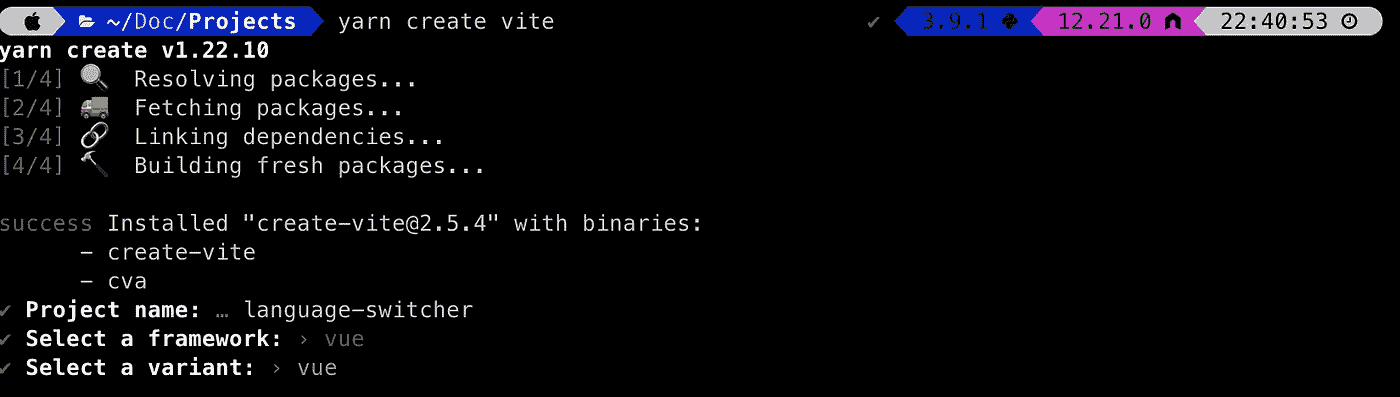 ~/Doc/Projects yarn create vite ✔ 3.9.1 12.21.0 22:40:53
yarn create v1.22.10
[1/4] 🔍 Resolving packages...
[2/4] 🚚 Fetching packages...
[3/4] 🔗 Linking dependencies...
[4/4] 🔨 Building fresh packages...
success Installed "create-vite@2.5.4" with binaries:
- create-vite
- cva
✔ Project name: … language-switcher
✔ Select a framework: › vue
✔ Select a variant: › vue